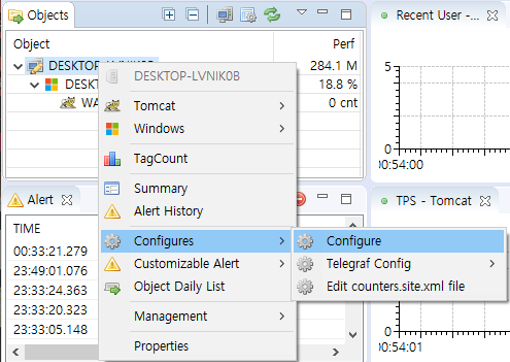 Objects
Object Perf
DESKTOP-LVNIK0B 284.1 M
DESK 18.8 %
WA 0 cnt
DESKTOP-LVNIK0B
Tomcat
Windows
TagCount
Summary
Alert History
Configures
Customizable Alert
Object Daily List
Management
Properties
Configure
Telegraf Config
Edit counters.site.xml file
Alert
TIME
00:33:21.279
23:49:01.076
23:33:24.363
23:33:20.323
23:33:05.148
Recent User -...
5
0
00:54:00
TPS - Tomcat
5
0
00:54:01